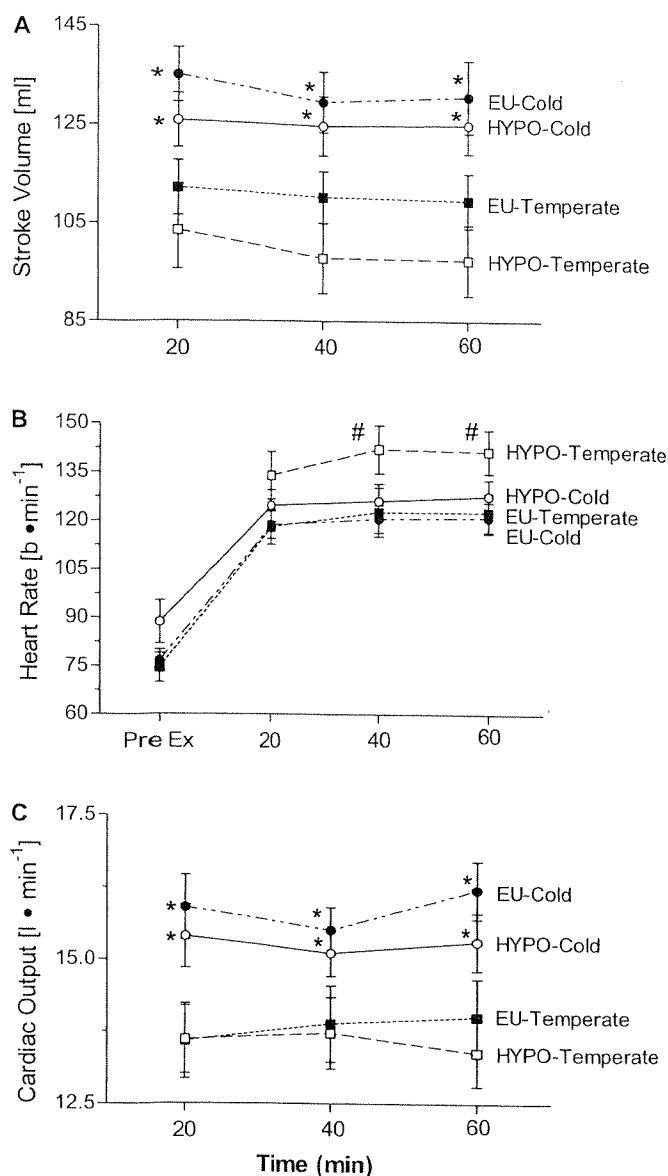 A
Stroke Volume [ml]
145
125
105
85
*
*
*
*
*
*
EU-Cold
HYPO-Cold
EU-Temperate
HYPO-Temperate
20 40 60
B
Heart Rate [b •min⁻¹]
150
135
120
105
90
75
60
# #
HYPO-Temperate
HYPO-Cold
EU-Temperate
EU-Cold
Pre Ex 20 40 60
C
Cardiac Output [l • min⁻¹]
17.5
15.0
12.5
*
*
*
*
*
*
EU-Cold
HYPO-Cold
EU-Temperate
HYPO-Temperate
20 40 60
Time (min)